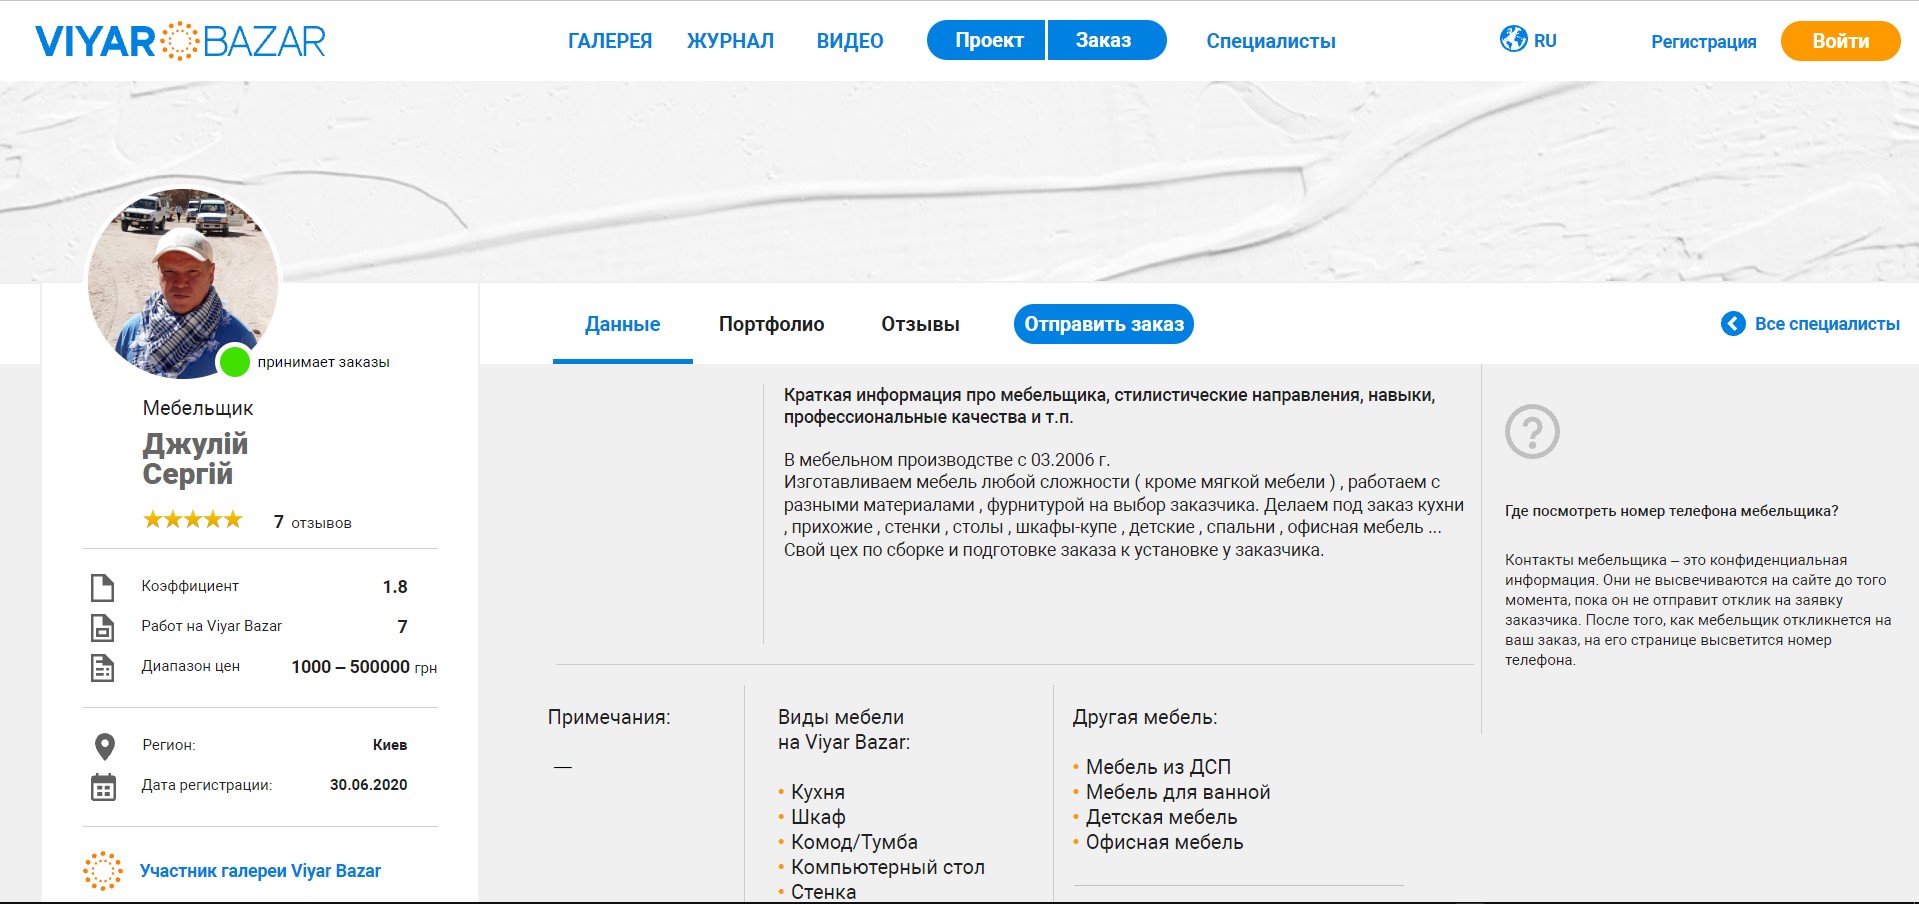 VIYAR BAZAR
ГАЛЕРЕЯ
ЖУРНАЛ
ВИДЕО
Проект
Заказ
Специалисты
RU
Регистрация
Войти
принимает заказы
Мебельщик
Джулій
Сергій
7 отзывов
Коэффициент 1.8
Работ на Viyar Bazar 7
Диапазон цен 1000 – 500000 грн
Регион: Киев
Дата регистрации: 30.06.2020
Участник галереи Viyar Bazar
Данные
Портфолио
Отзывы
Отправить заказ
Все специалисты
Краткая информация про мебельщика, стилистические направления, навыки,
профессиональные качества и т.п.
В мебельном производстве с 03.2006 г.
Изготавливаем мебель любой сложности ( кроме мягкой мебели ) , работаем с
разными материалами , фурнитурой на выбор заказчика. Делаем под заказ кухни
, прихожие , стенки , столы , шкафы-купе , детские , спальни , офисная мебель ...
Свой цех по сборке и подготовке заказа к установке у заказчика.
?
Где посмотреть номер телефона мебельщика?
Контакты мебельщика – это конфиденциальная
информация. Они не высвечиваются на сайте до того
момента, пока он не отправит отклик на заявку
заказчика. После того, как мебельщик откликнется на
ваш заказ, на его странице высветится номер
телефона.
Примечания:
—
Виды мебели
на Viyar Bazar:
• Кухня
• Шкаф
• Комод/Тумба
• Компьютерный стол
• Стенка
Другая мебель:
• Мебель из ДСП
• Мебель для ванной
• Детская мебель
• Офисная мебель